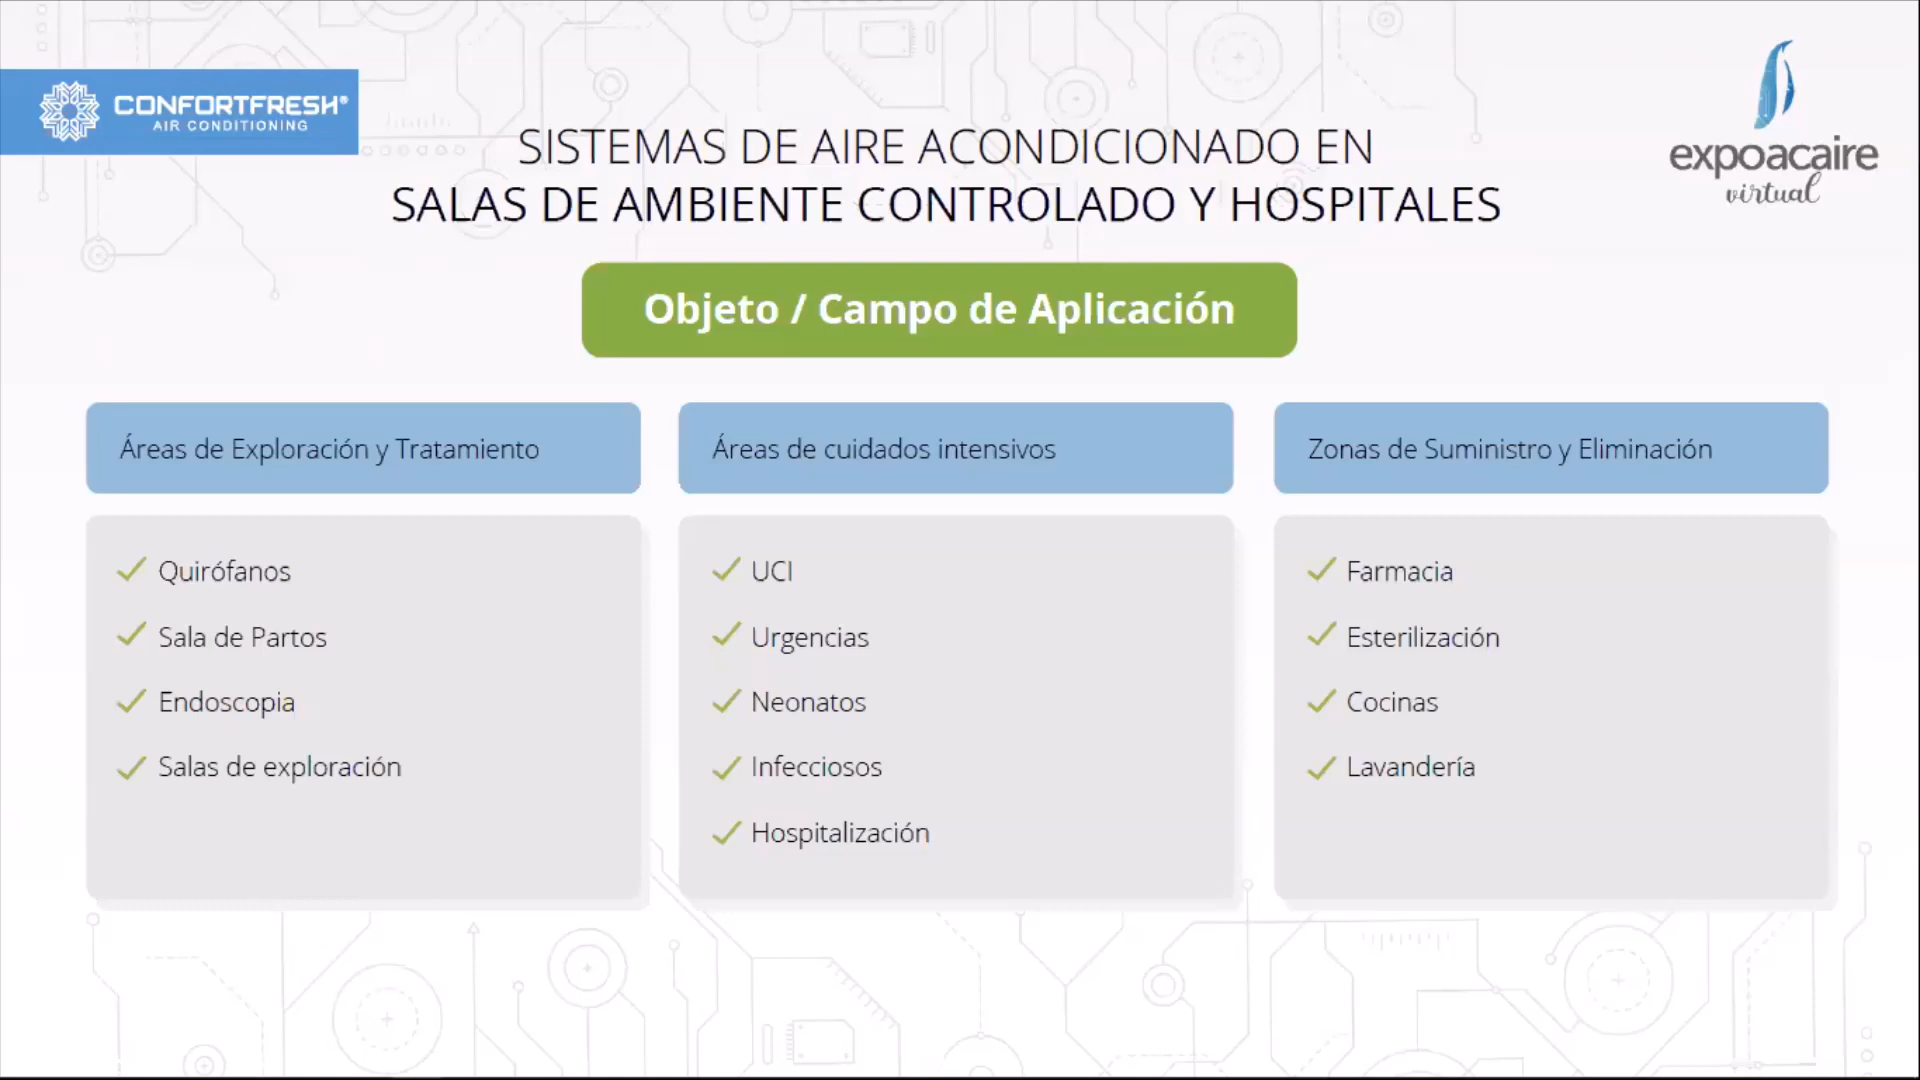 CONFORTFRESH®
AIR CONDITIONING
expoacaire
virtual
SISTEMAS DE AIRE ACONDICIONADO EN
SALAS DE AMBIENTE CONTROLADO Y HOSPITALES
Objeto / Campo de Aplicación
Áreas de Exploración y Tratamiento
Quirófanos
Sala de Partos
Endoscopia
Salas de exploración
Áreas de cuidados intensivos
UCI
Urgencias
Neonatos
Infecciosos
Hospitalización
Zonas de Suministro y Eliminación
Farmacia
Esterilización
Cocinas
Lavandería